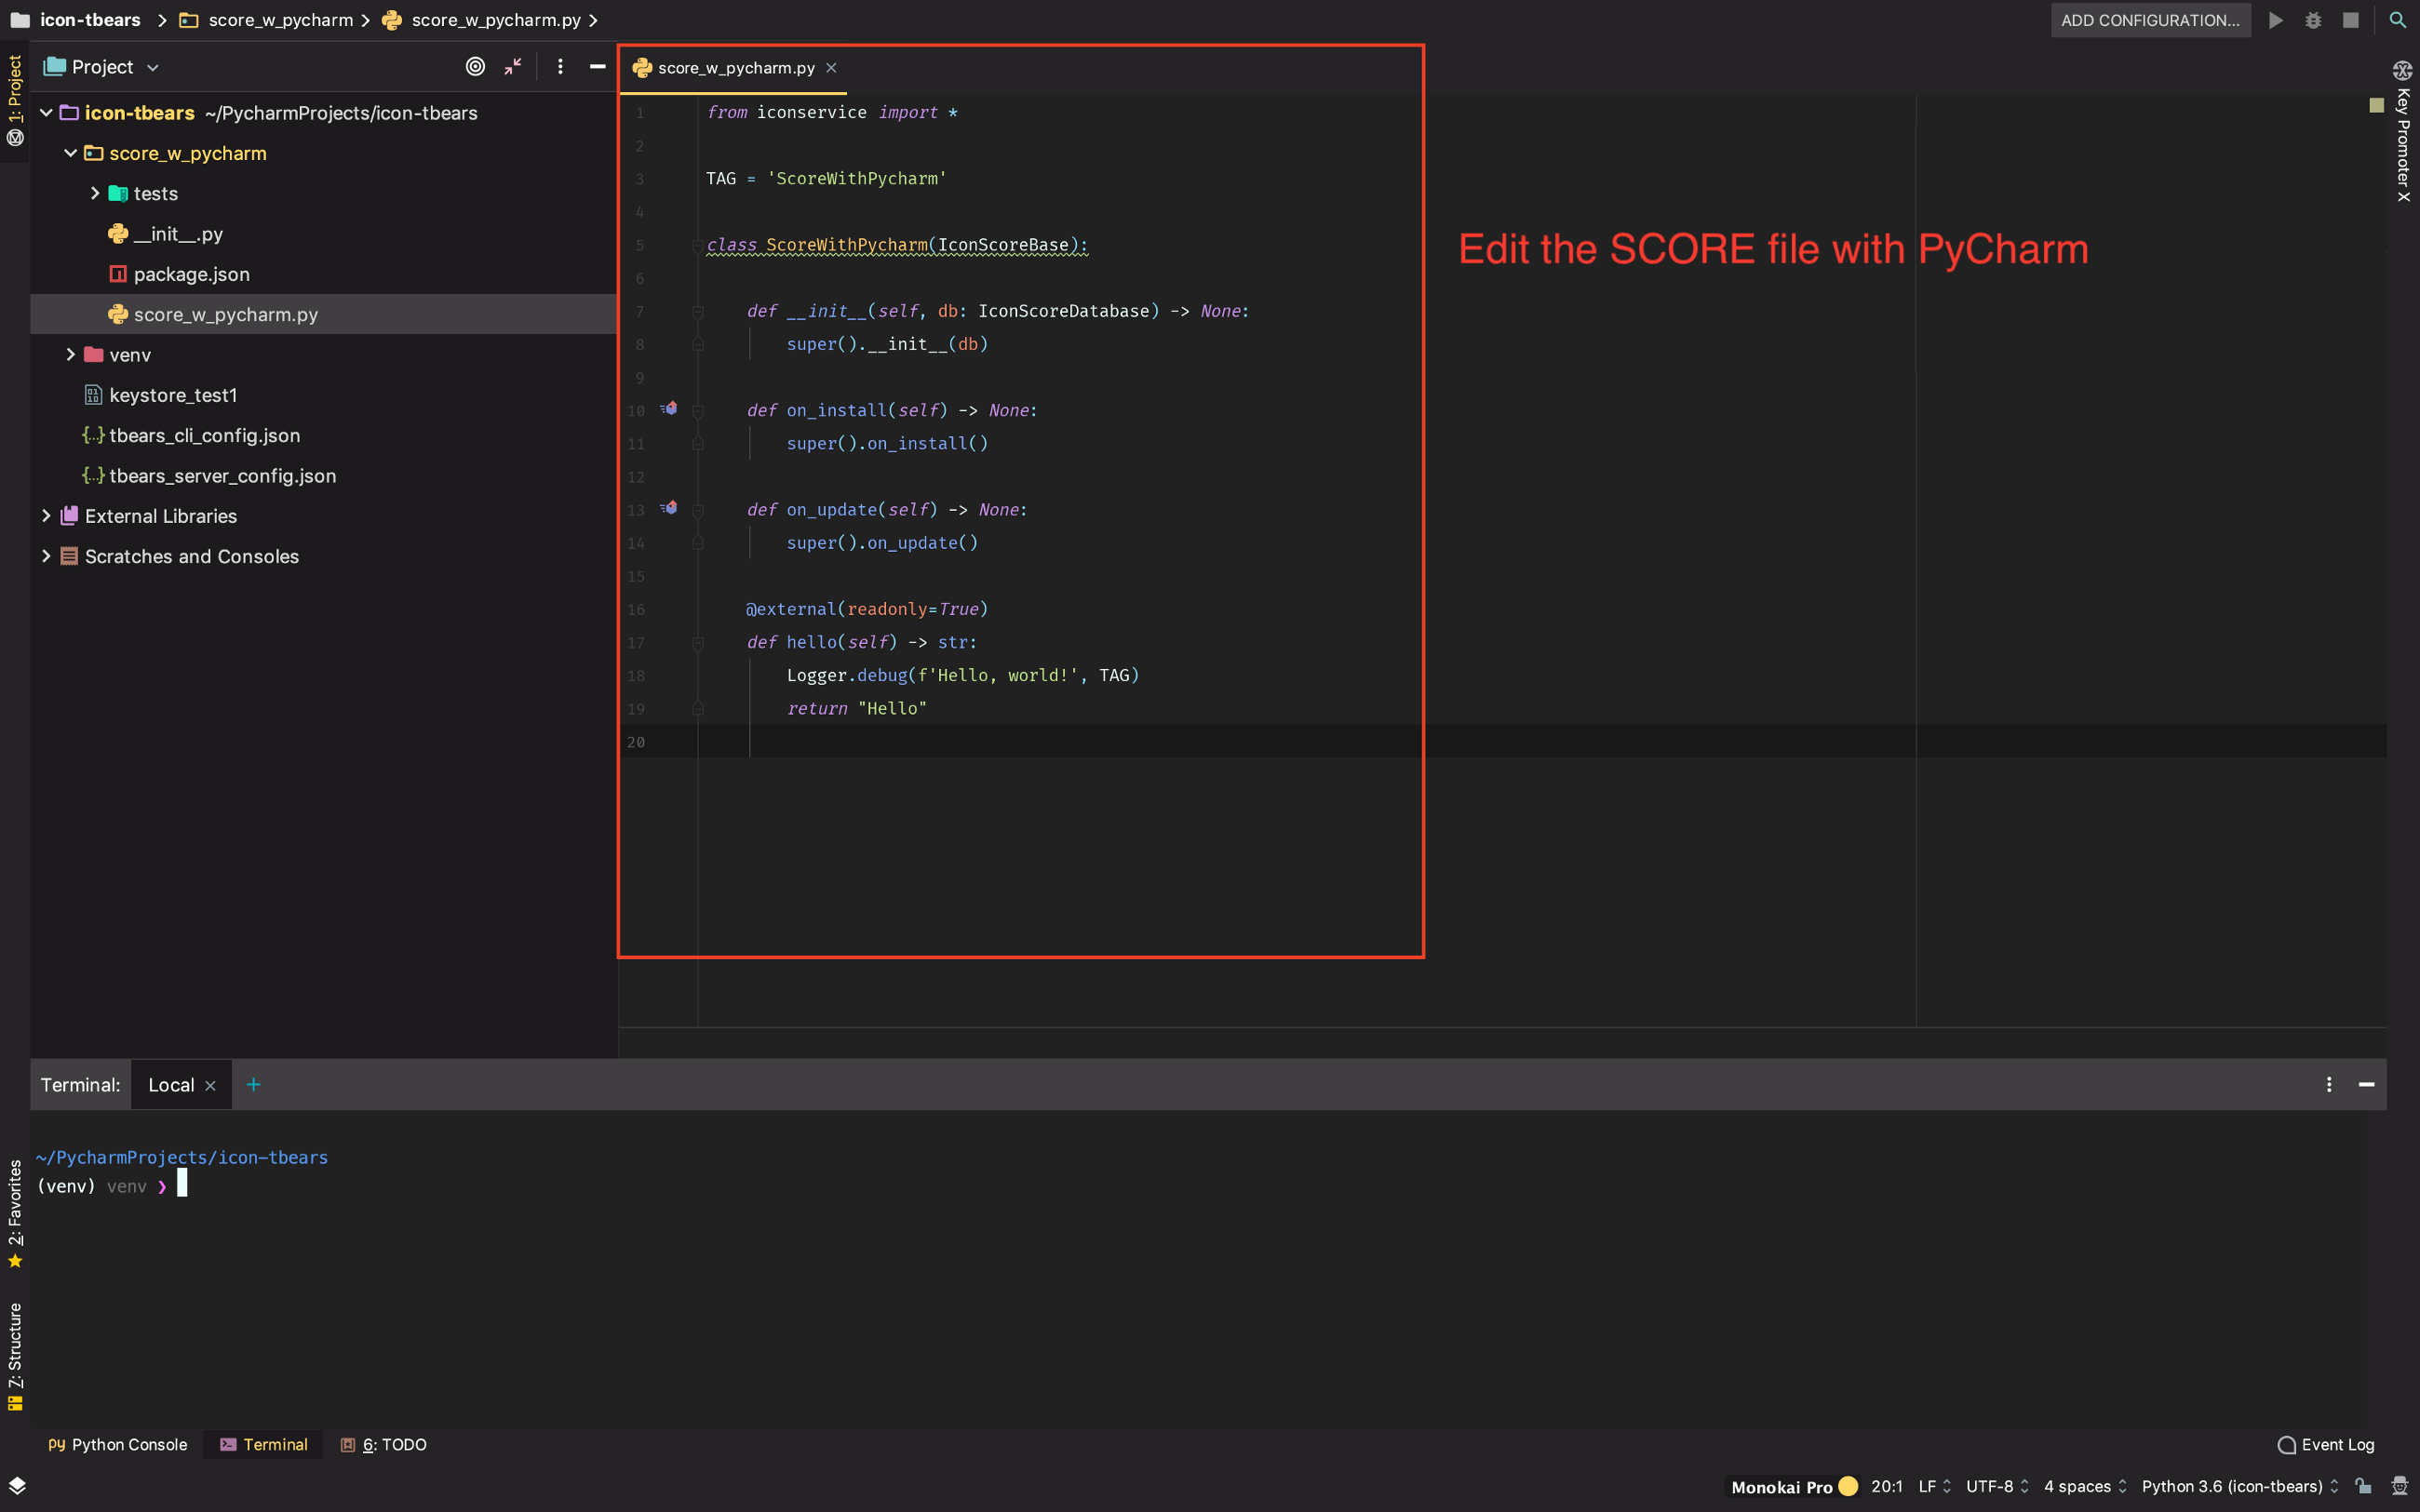 icon-tbears > score_w_pycharm > score_w_pycharm.py >
ADD CONFIGURATION...
1: Project
Project
icon-tbears ~/PycharmProjects/icon-tbears
score_w_pycharm
tests
__init__.py
package.json
score_w_pycharm.py
venv
keystore_test1
tbears_cli_config.json
tbears_server_config.json
External Libraries
Scratches and Consoles
score_w_pycharm.py
1 from iconservice import *
2
3 TAG = 'ScoreWithPycharm'
4
5 class ScoreWithPycharm(IconScoreBase):
6
7 def __init__(self, db: IconScoreDatabase) -> None:
8 super().__init__(db)
9
10 def on_install(self) -> None:
11 super().on_install()
12
13 def on_update(self) -> None:
14 super().on_update()
15
16 @external(readonly=True)
17 def hello(self) -> str:
18 Logger.debug(f'Hello, world!', TAG)
19 return "Hello"
20
Edit the SCORE file with PyCharm
Key Promoter X
Terminal: Local +
~/PycharmProjects/icon-tbears
(venv) venv ❯
2: Favorites
7: Structure
Python Console
Terminal
6: TODO
Event Log
Monokai Pro 20:1 LF UTF-8 4 spaces Python 3.6 (icon-tbears)